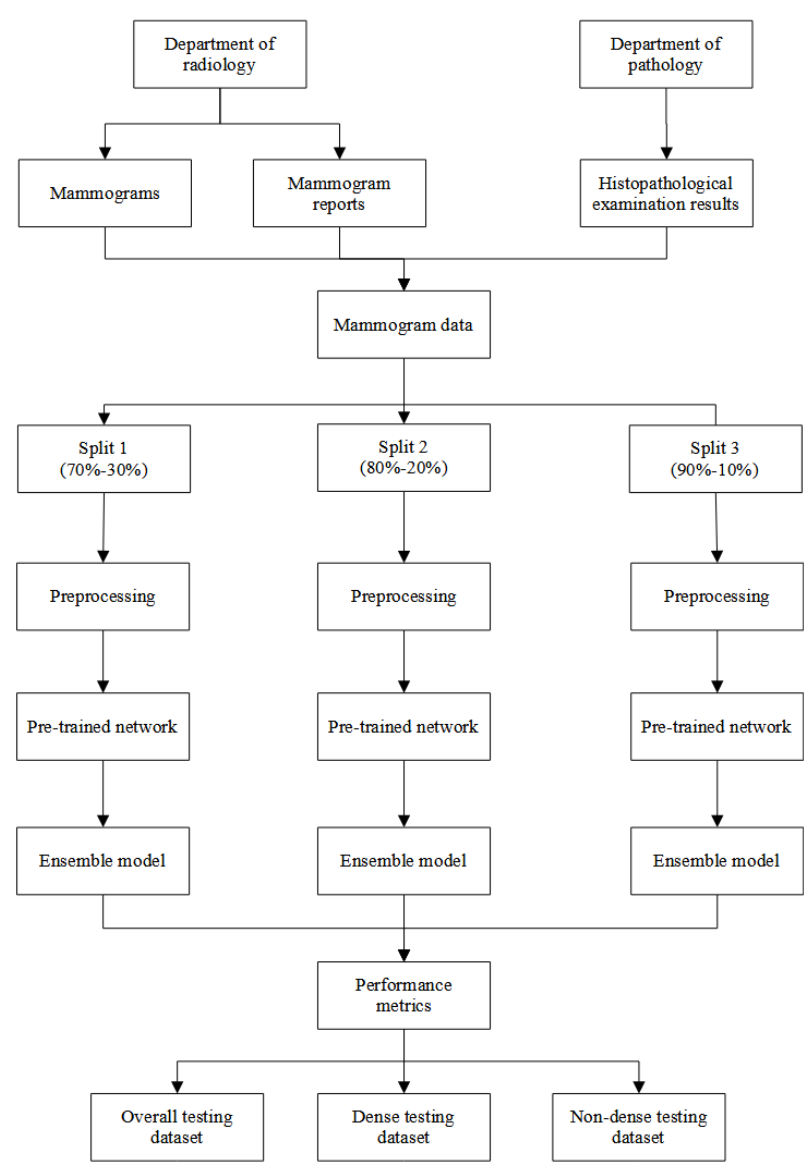 Department of
radiology
Department of
pathology
Mammograms
Mammogram
reports
Histopathological
examination results
Mammogram data
Split 1
(70%-30%)
Split 2
(80%-20%)
Split 3
(90%-10%)
Preprocessing
Preprocessing
Preprocessing
Pre-trained network
Pre-trained network
Pre-trained network
Ensemble model
Ensemble model
Ensemble model
Performance
metrics
Overall testing
dataset
Dense testing
dataset
Non-dense testing
dataset